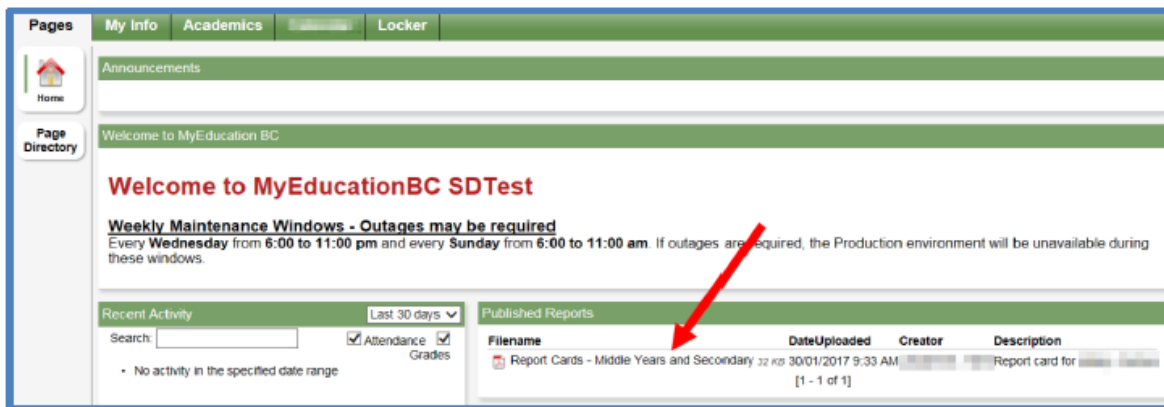 Pages My Info Academics Locker
Announcements
Home
Page
Directory
Welcome to MyEducation BC
Welcome to MyEducationBC SDTest
Weekly Maintenance Windows - Outages may be required
Every Wednesday from 6:00 to 11:00 pm and every Sunday from 6:00 to 11:00 am. If outages are required, the Production environment will be unavailable during
these windows.
Recent Activity Last 30 days
Search: Attendance
Grades
No activity in the specified date range
Published Reports
Filename DateUploaded Creator Description
Report Cards - Middle Years and Secondary 32 KB 30/01/2017 9:33 AM Report card for
[1 - 1 of 1]